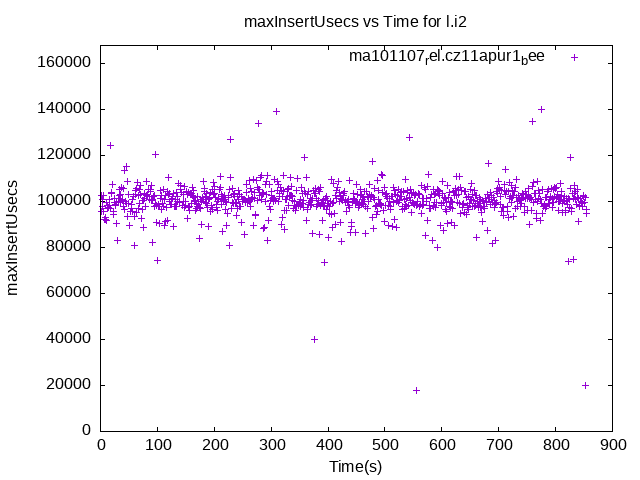 maxInsertUsecs vs Time for l.i2
ma101107rel.cz11apur1bee
160000
140000
120000
100000
80000
60000
40000
20000
0
maxInsertUsecs
0 100 200 300 400 500 600 700 800 900
Time(s)